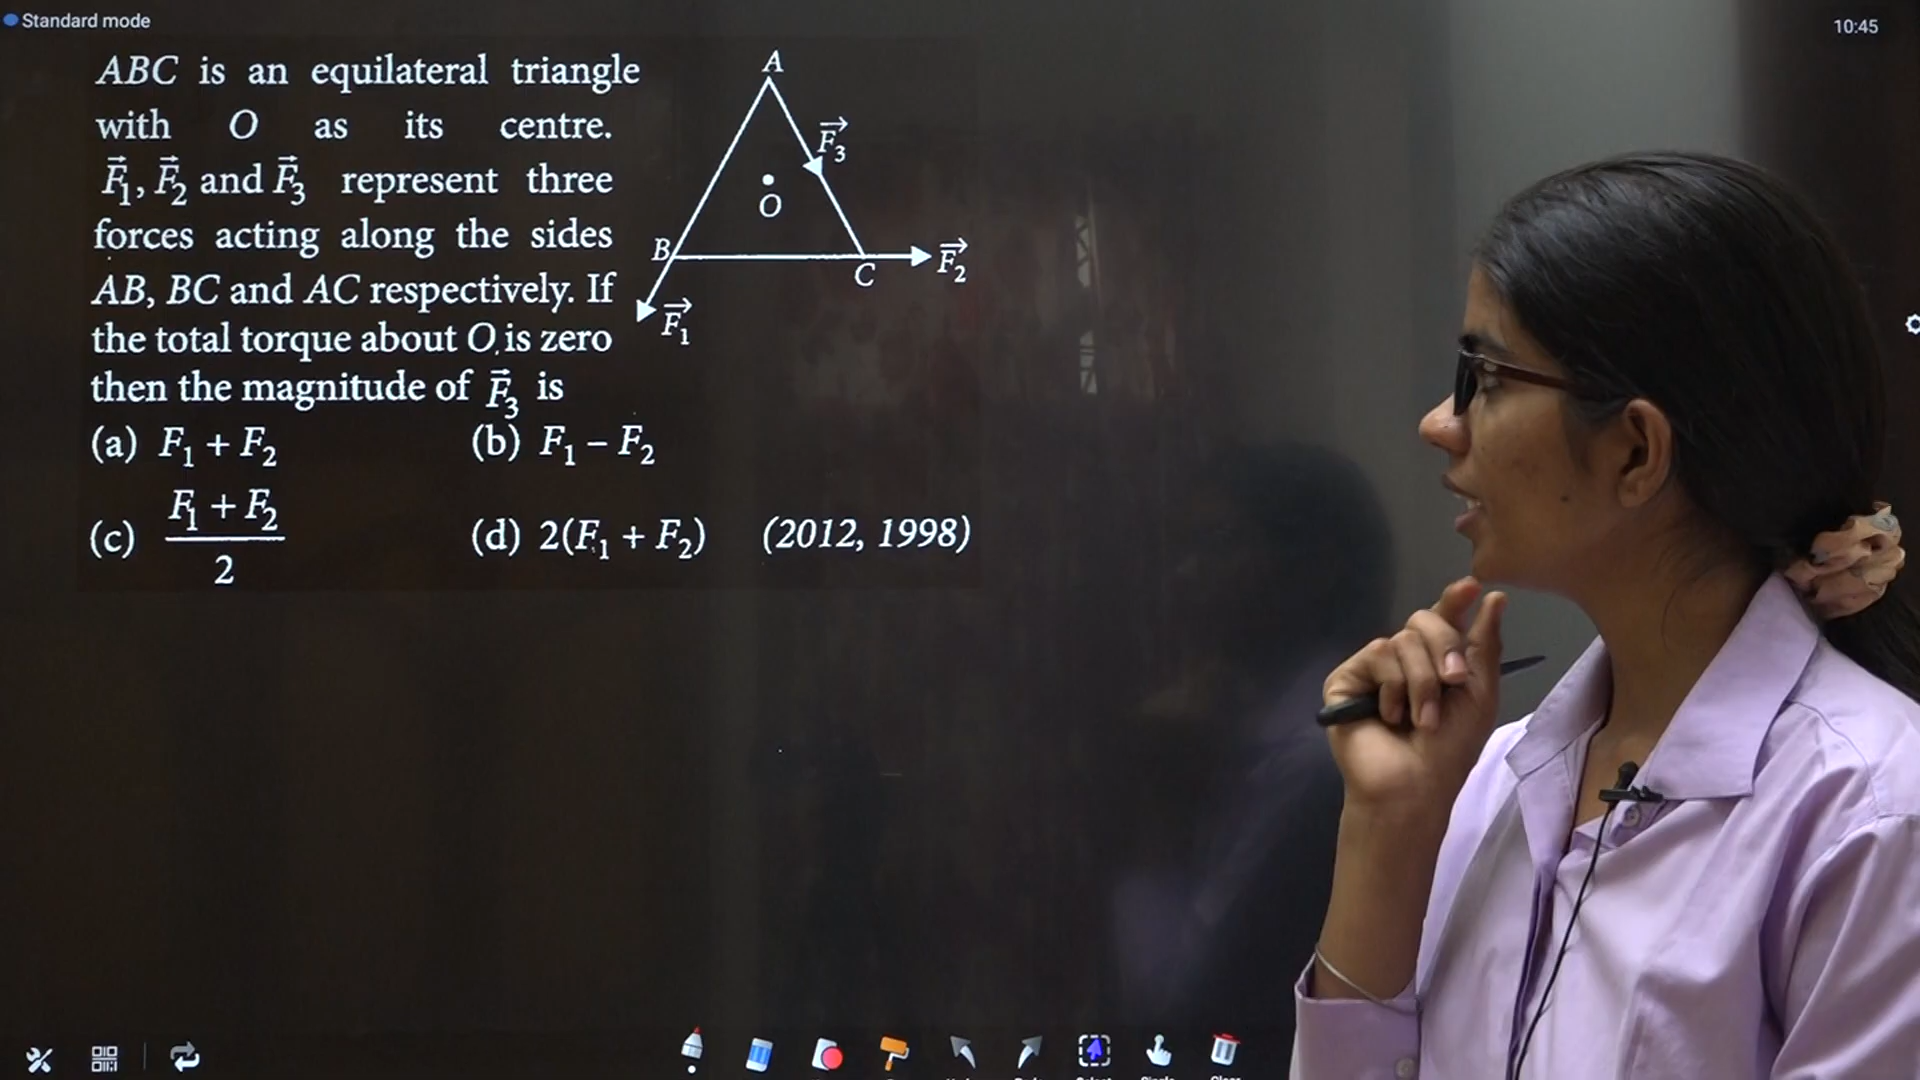 Standard mode
10:45
ABC is an equilateral triangle
with O as its centre.
F⃗₁, F⃗₂ and F⃗₃ represent three
forces acting along the sides
AB, BC and AC respectively. If
the total torque about O is zero
then the magnitude of F⃗₃ is
(a) F₁ + F₂ (b) F₁ – F₂
(c) (F₁ + F₂)/2 (d) 2(F₁ + F₂) (2012, 1998)
A
F⃗₃
O
B
C
F⃗₂
F⃗₁